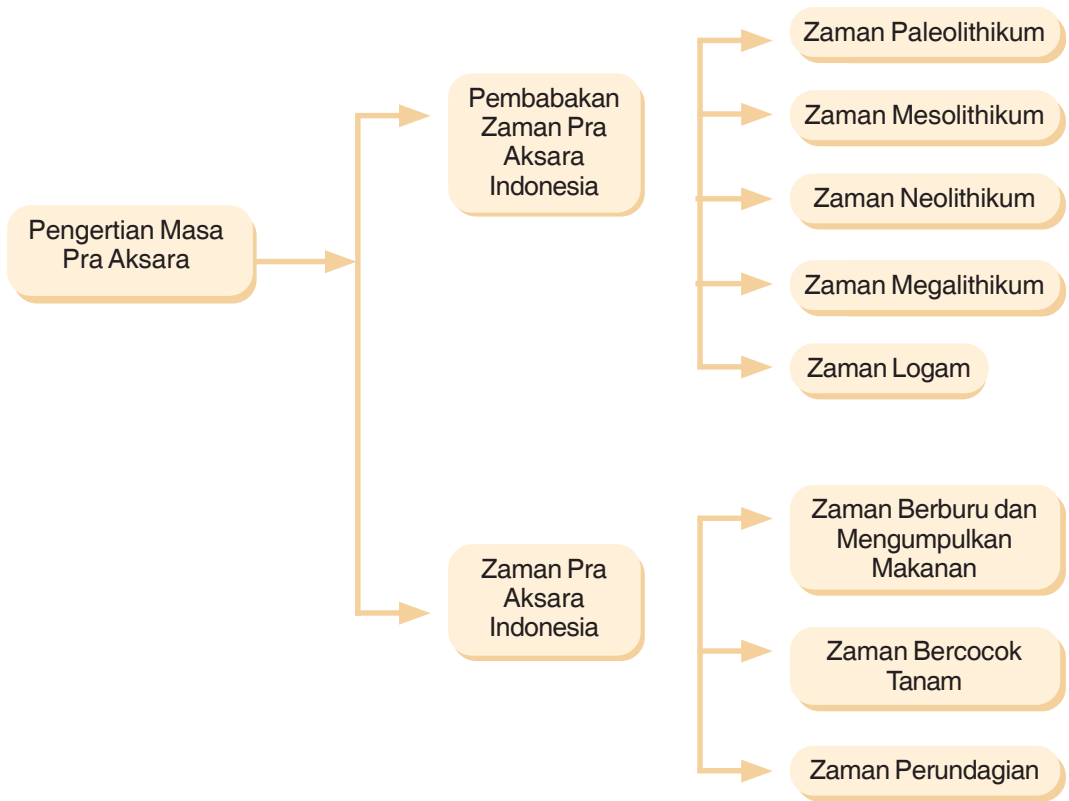 Pengertian Masa
Pra Aksara
Pembabakan
Zaman Pra
Aksara
Indonesia
Zaman Paleolithikum
Zaman Mesolithikum
Zaman Neolithikum
Zaman Megalithikum
Zaman Logam
Zaman Pra
Aksara
Indonesia
Zaman Berburu dan
Mengumpulkan
Makanan
Zaman Bercocok
Tanam
Zaman Perundagian